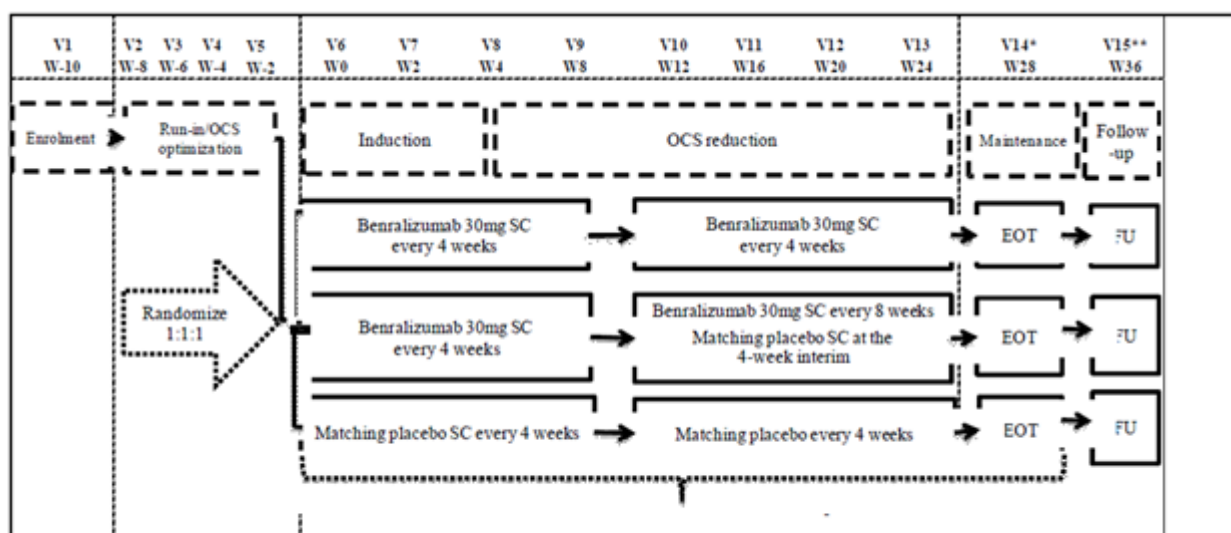 V1 V2 V3 V4 V5 V6 V7 V8 V9 V10 V11 V12 V13 V14* V15**
W-10 W-8 W-6 W-4 W-2 W0 W2 W4 W8 W12 W16 W20 W24 W28 W36
Enrolment
Run-in/OCS
optimization
Induction
OCS reduction
Maintenance
Follow
-up
Benralizumab 30mg SC
every 4 weeks
Benralizumab 30mg SC
every 4 weeks
EOT
FU
Randomize
1:1:1
Benralizumab 30mg SC
every 4 weeks
Benralizumab 30mg SC every 8 weeks
Matching placebo SC at the
4-week interim
EOT
FU
Matching placebo SC every 4 weeks
Matching placebo every 4 weeks
EOT
FU